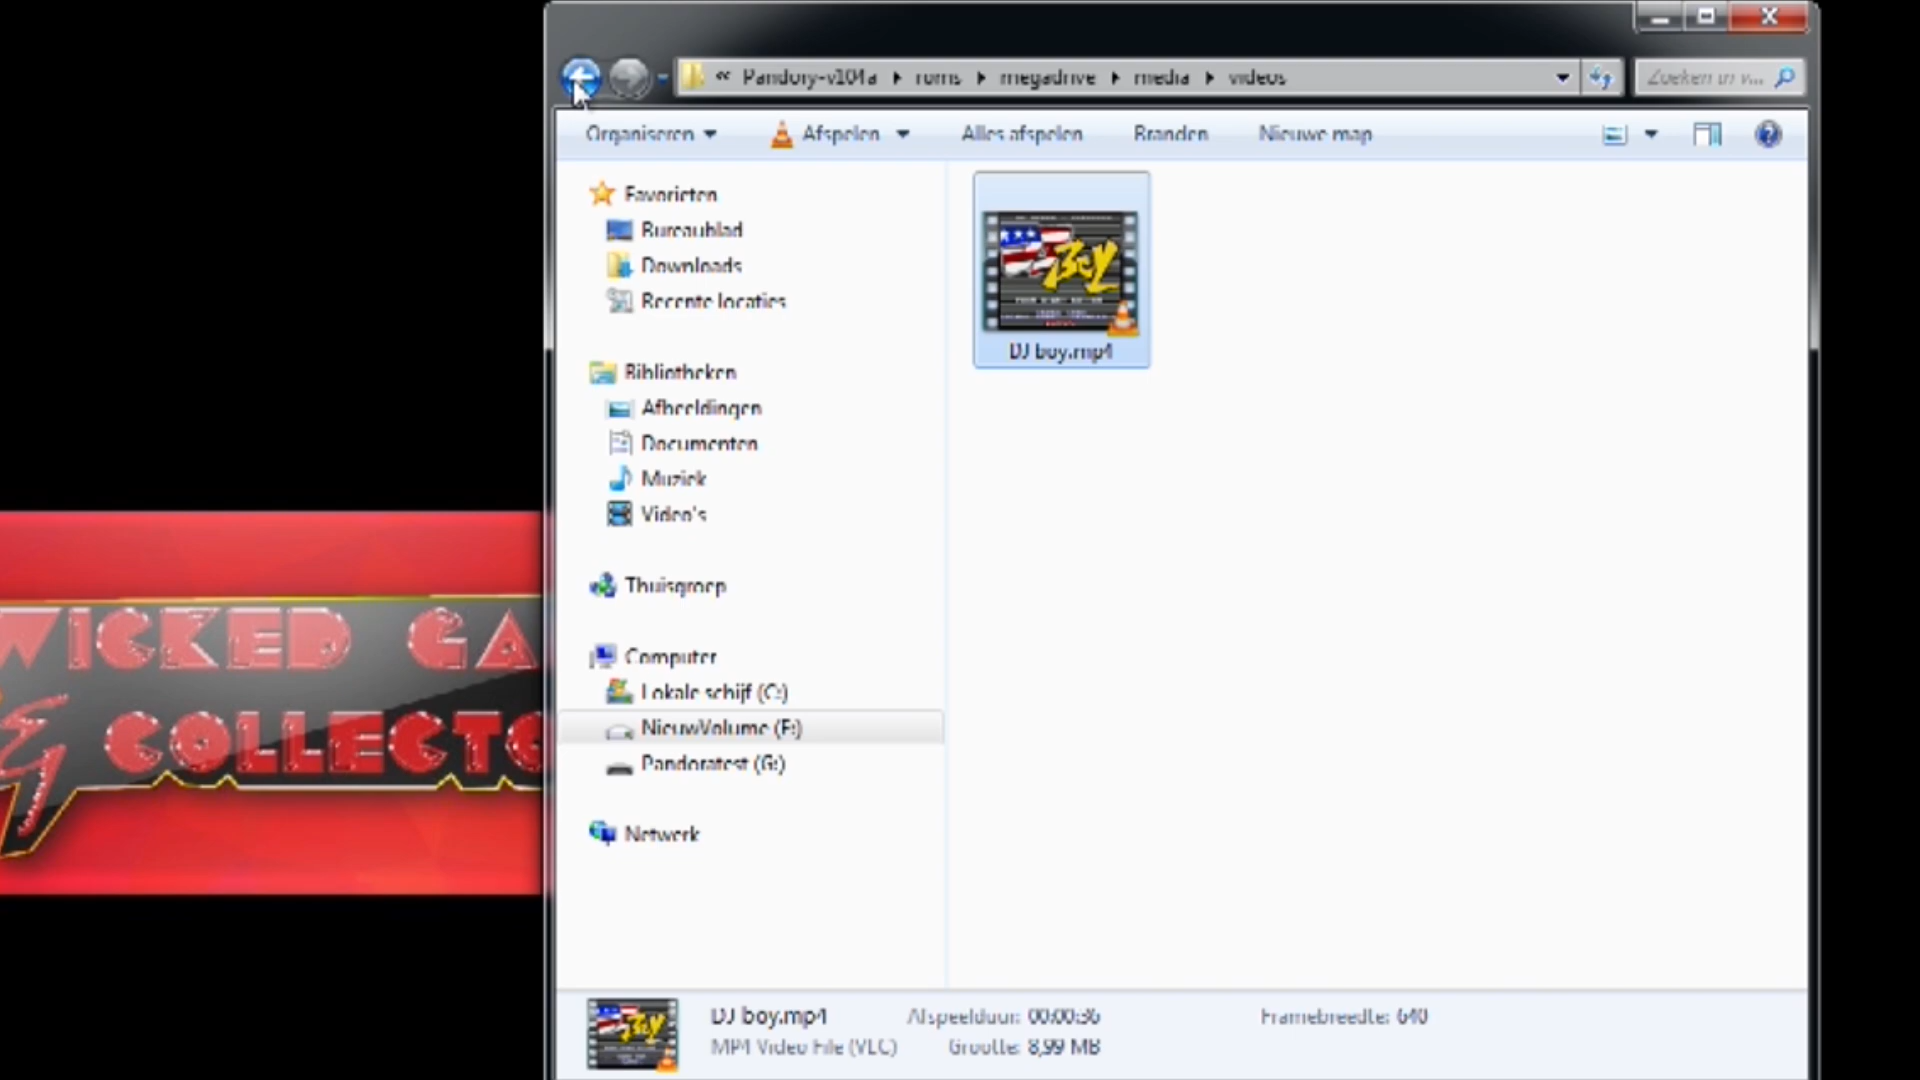 « Pandory-v104a ▸ roms ▸ megadrive ▸ media ▸ videos
Zoeken in v...
Organiseren
Afspelen
Alles afspelen
Branden
Nieuwe map
Favorieten
Bureaublad
Downloads
Recente locaties
Bibliotheken
Afbeeldingen
Documenten
Muziek
Video's
Thuisgroep
Computer
Lokale schijf (C:)
NieuwVolume (F:)
Pandoratest (G:)
Netwerk
Boy
DJ boy.mp4
WICKED GA
& COLLECTO
DJ boy.mp4
Afspeelduur: 00:00:36
Framebreedte: 640
MP4 Video File (VLC)
Grootte: 8,99 MB